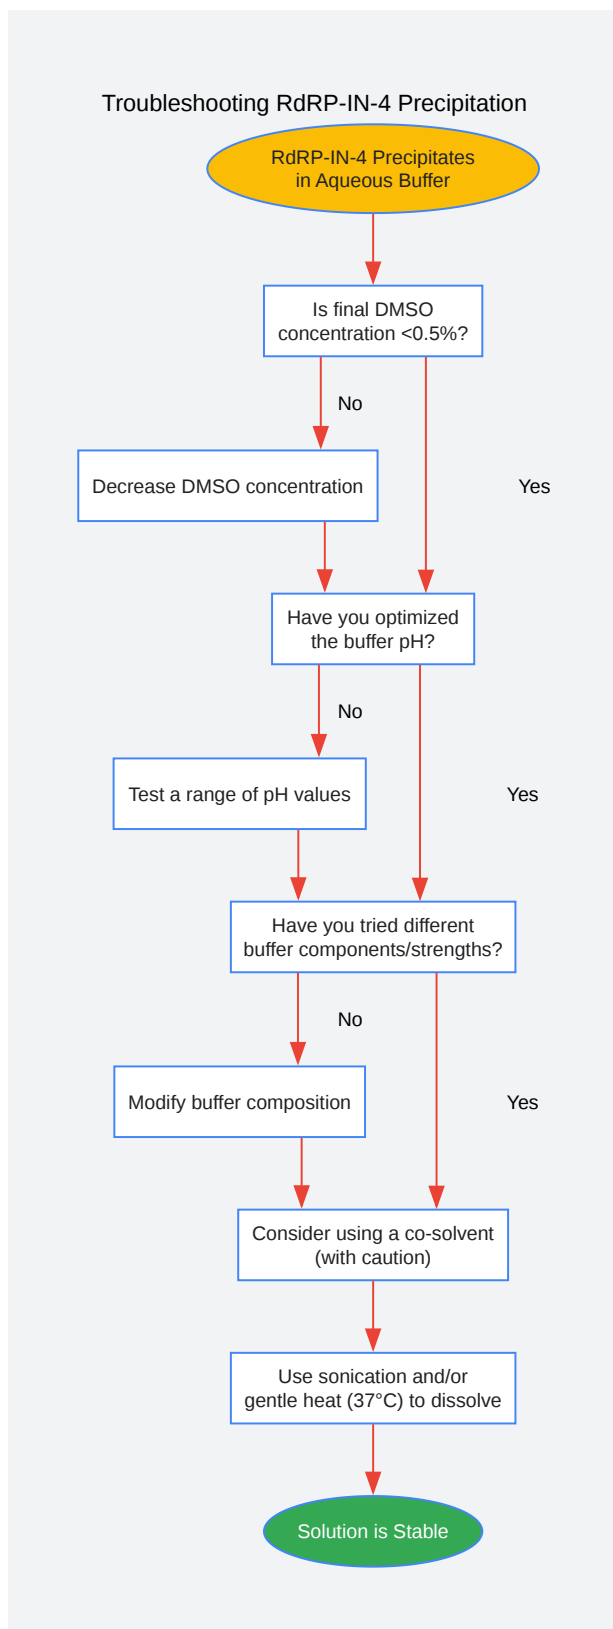 Troubleshooting RdRP-IN-4 Precipitation
RdRP-IN-4 Precipitates
in Aqueous Buffer
Is final DMSO
concentration <0.5%?
No
Decrease DMSO concentration
Yes
Have you optimized
the buffer pH?
No
Test a range of pH values
Yes
Have you tried different
buffer components/strengths?
No
Modify buffer composition
Yes
Consider using a co-solvent
(with caution)
Use sonication and/or
gentle heat (37°C) to dissolve
Solution is Stable